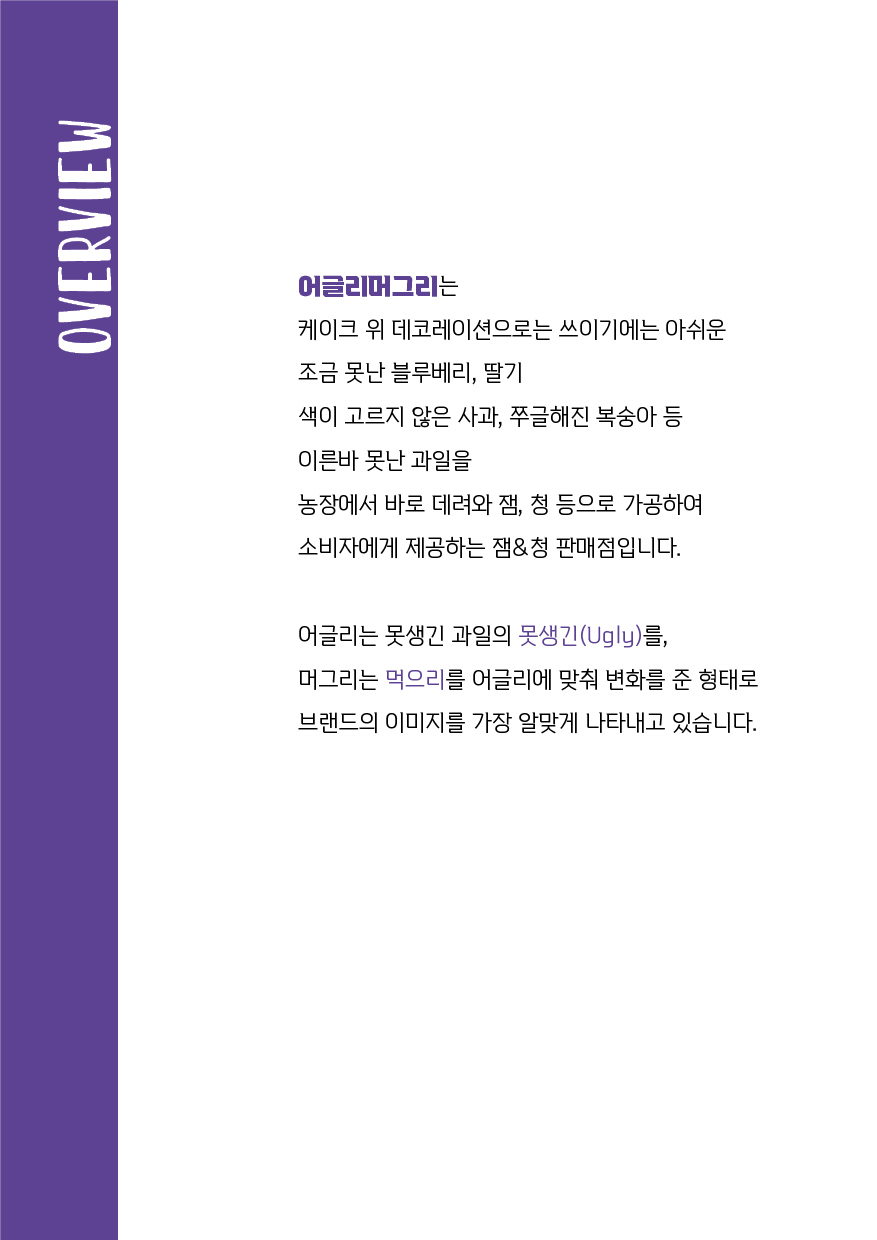 OVERVIEW
어글리머그리는
케이크 위 데코레이션으로는 쓰이기에는 아쉬운
조금 못난 블루베리, 딸기
색이 고르지 않은 사과, 쭈글해진 복숭아 등
이른바 못난 과일을
농장에서 바로 데려와 잼, 청 등으로 가공하여
소비자에게 제공하는 잼&청 판매점입니다.
어글리는 못생긴 과일의 못생긴(Ugly)를,
머그리는 먹으리를 어글리에 맞춰 변화를 준 형태로
브랜드의 이미지를 가장 알맞게 나타내고 있습니다.